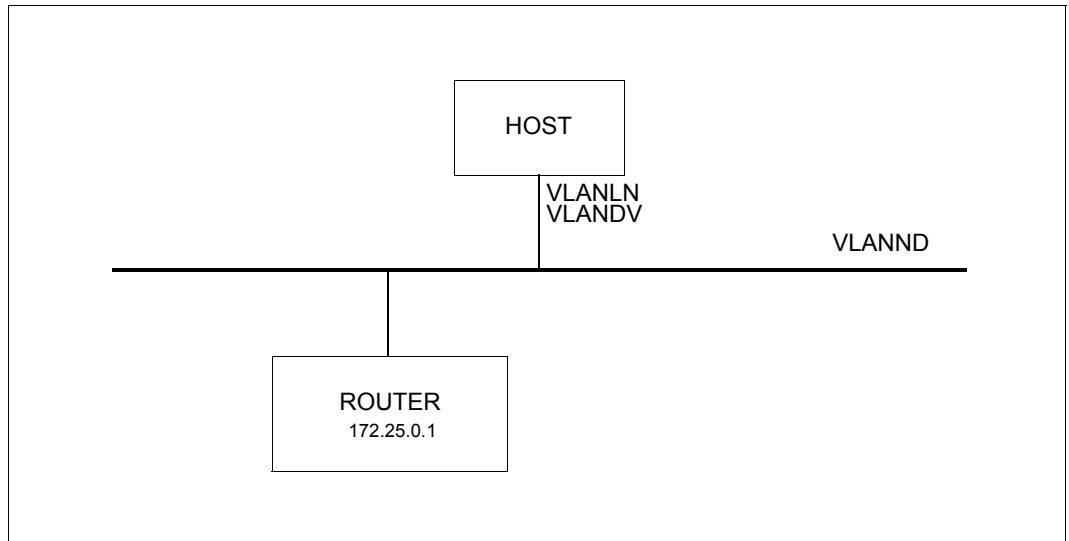 HOST
VLANLN
VLANDV
VLANND
ROUTER
172.25.0.1